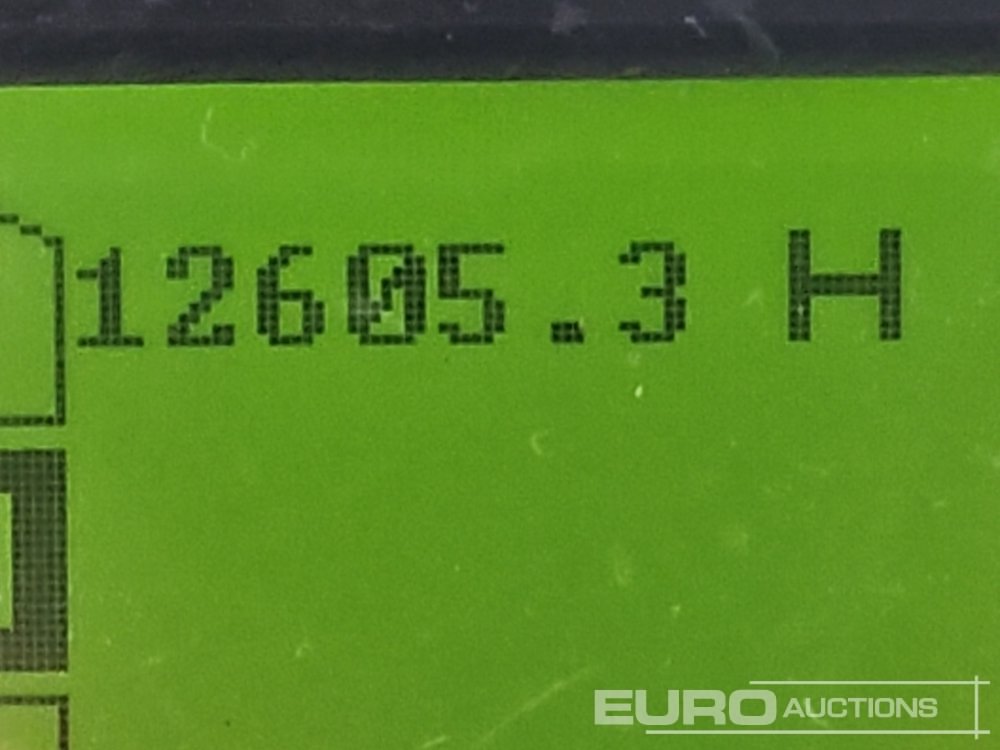 12605.3 H
EURO AUCTIONS